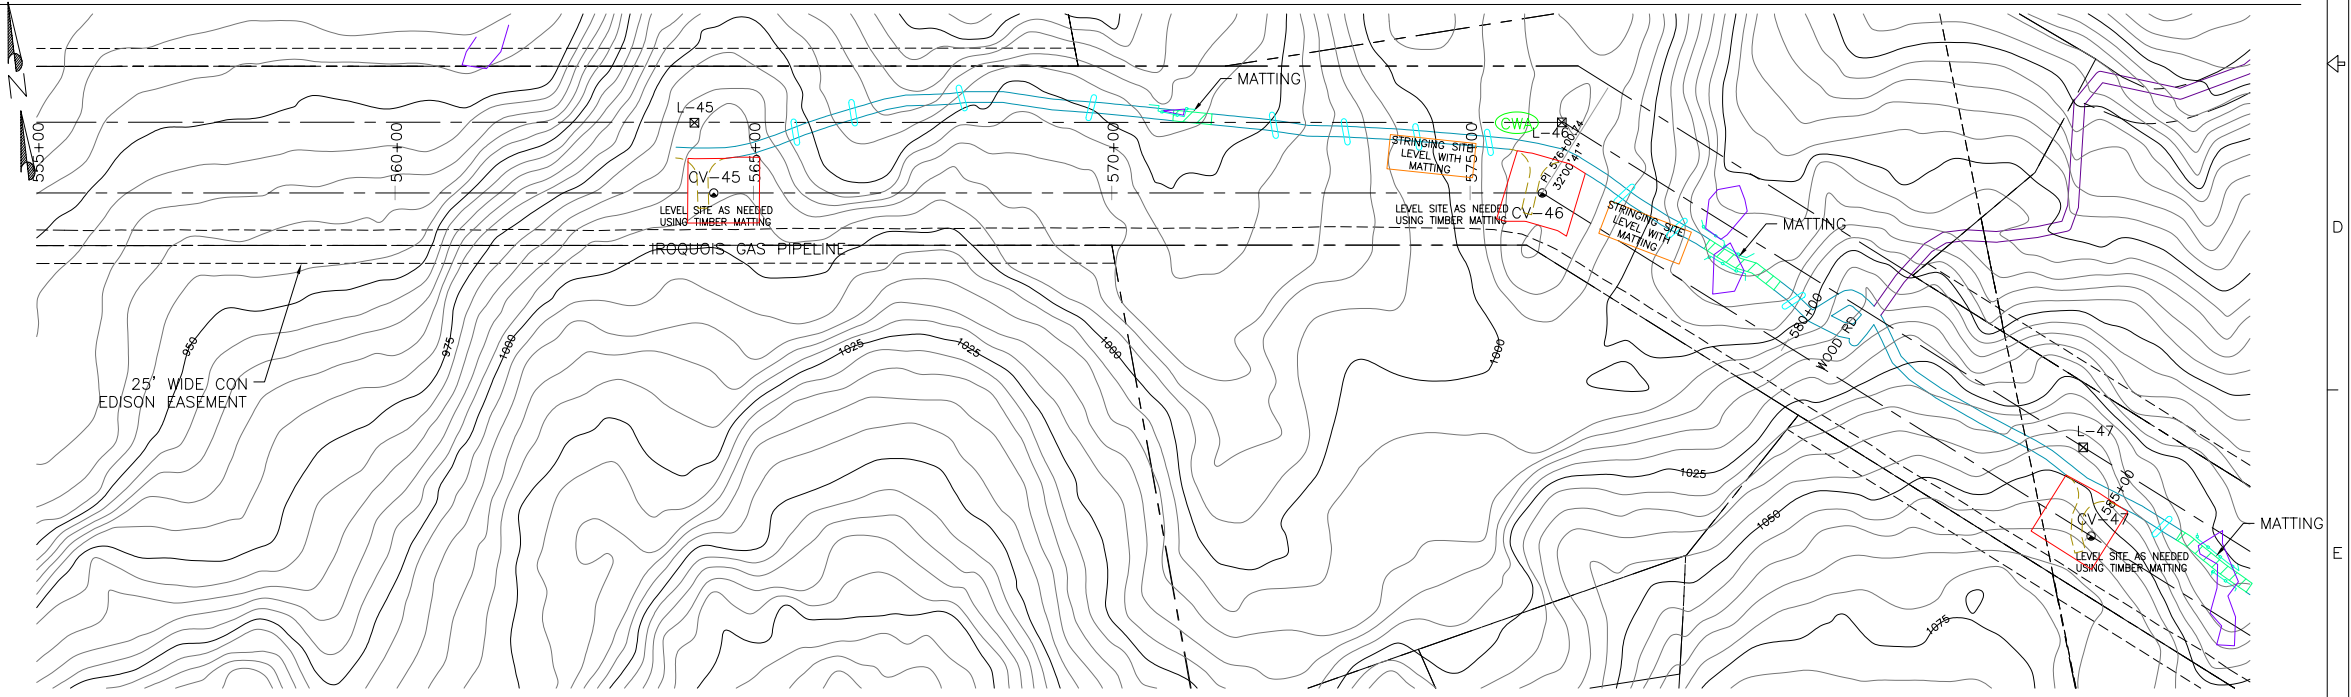 N
MATTING
L-45
555+00
560+00
565+00
570+00
575+00
CWA
L-46
PI 576+00.74
32°00'41"
STRINGING SITE
LEVEL WITH
MATTING
CV-45
LEVEL SITE AS NEEDED
USING TIMBER MATTING
LEVEL SITE AS NEEDED
USING TIMBER MATTING
CV-46
STRINGING SITE
LEVEL WITH
MATTING
MATTING
D
IROQUOIS GAS PIPELINE
580+00
WOOD RD
950
975
1000
1025
1025
1000
1000
25' WIDE CON
EDISON EASEMENT
L-47
1025
585+00
1050
CV-47
MATTING
LEVEL SITE AS NEEDED
USING TIMBER MATTING
E
1075